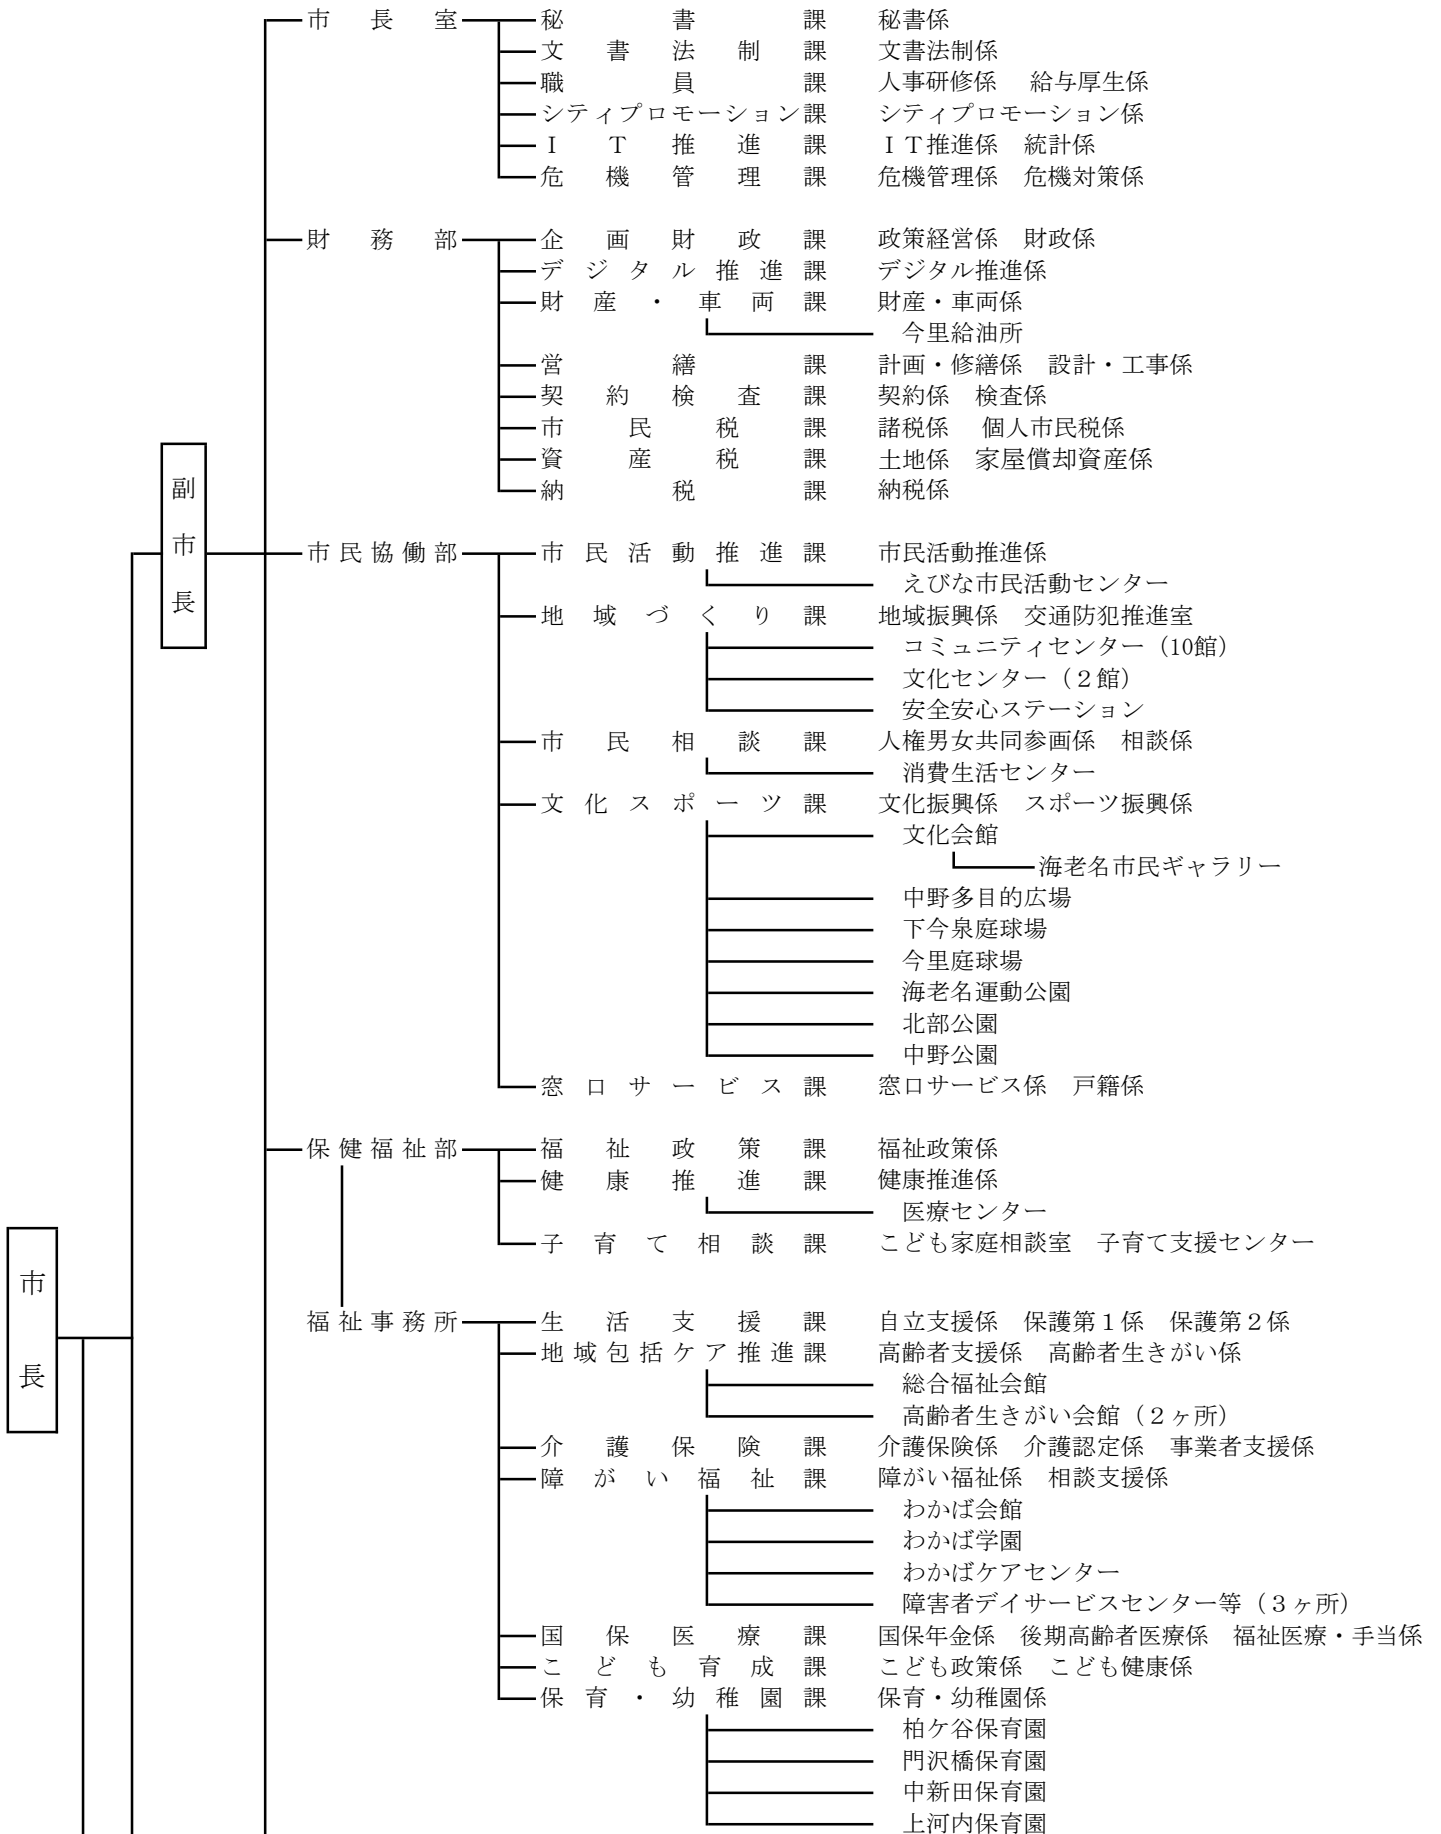 市長室 秘書課 秘書係
文書法制課 文書法制係
職員課 人事研修係 給与厚生係
シティプロモーション課 シティプロモーション係
ＩＴ推進課 ＩＴ推進係 統計係
危機管理課 危機管理係 危機対策係
財務部 企画財政課 政策経営係 財政係
デジタル推進課 デジタル推進係
財産・車両課 財産・車両係
今里給油所
営繕課 計画・修繕係 設計・工事係
契約検査課 契約係 検査係
市民税課 諸税係 個人市民税係
資産税課 土地係 家屋償却資産係
納税課 納税係
副市長
市民協働部 市民活動推進課 市民活動推進係
えびな市民活動センター
地域づくり課 地域振興係 交通防犯推進室
コミュニティセンター（10館）
文化センター（２館）
安全安心ステーション
市民相談課 人権男女共同参画係 相談係
消費生活センター
文化スポーツ課 文化振興係 スポーツ振興係
文化会館
海老名市民ギャラリー
中野多目的広場
下今泉庭球場
今里庭球場
海老名運動公園
北部公園
中野公園
窓口サービス課 窓口サービス係 戸籍係
保健福祉部 福祉政策課 福祉政策係
健康推進課 健康推進係
医療センター
子育て相談課 こども家庭相談室 子育て支援センター
市長
福祉事務所 生活支援課 自立支援係 保護第１係 保護第２係
地域包括ケア推進課 高齢者支援係 高齢者生きがい係
総合福祉会館
高齢者生きがい会館（２ヶ所）
介護保険課 介護保険係 介護認定係 事業者支援係
障がい福祉課 障がい福祉係 相談支援係
わかば会館
わかば学園
わかばケアセンター
障害者デイサービスセンター等（３ヶ所）
国保医療課 国保年金係 後期高齢者医療係 福祉医療・手当係
こども育成課 こども政策係 こども健康係
保育・幼稚園課 保育・幼稚園係
柏ケ谷保育園
門沢橋保育園
中新田保育園
上河内保育園